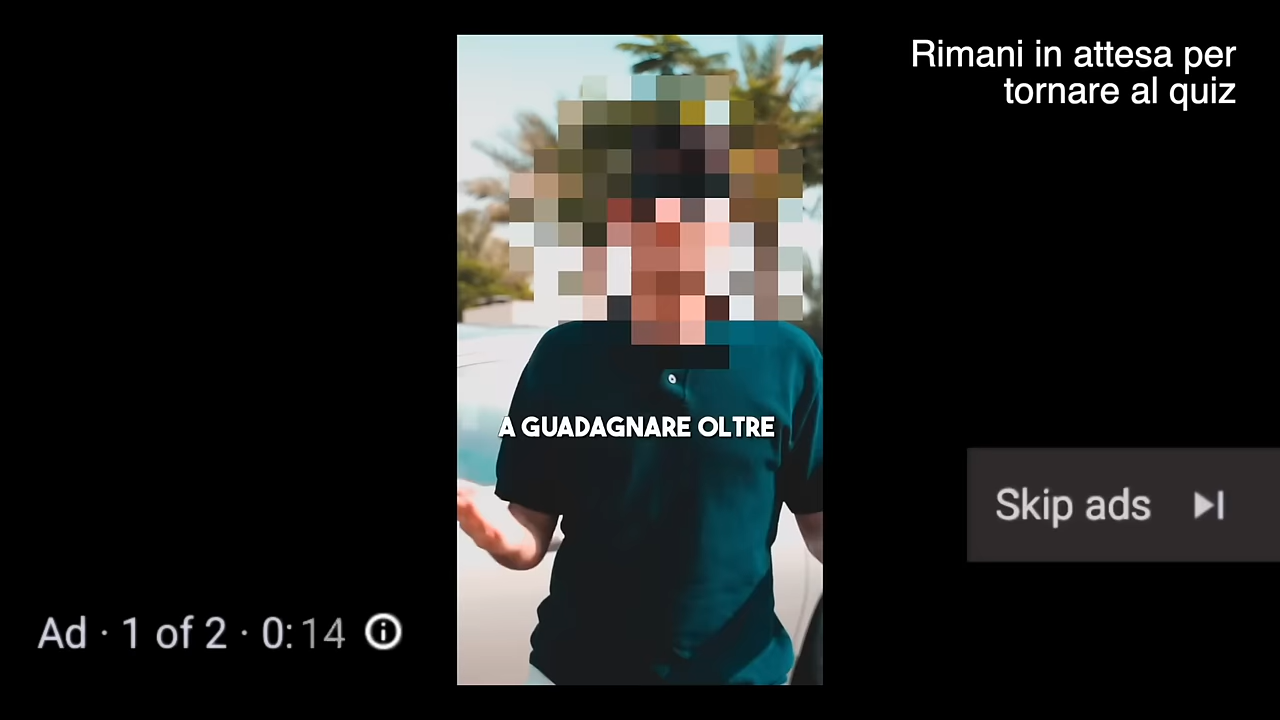 Rimani in attesa per
tornare al quiz
A GUADAGNARE OLTRE
Skip ads
Ad · 1 of 2 · 0:14